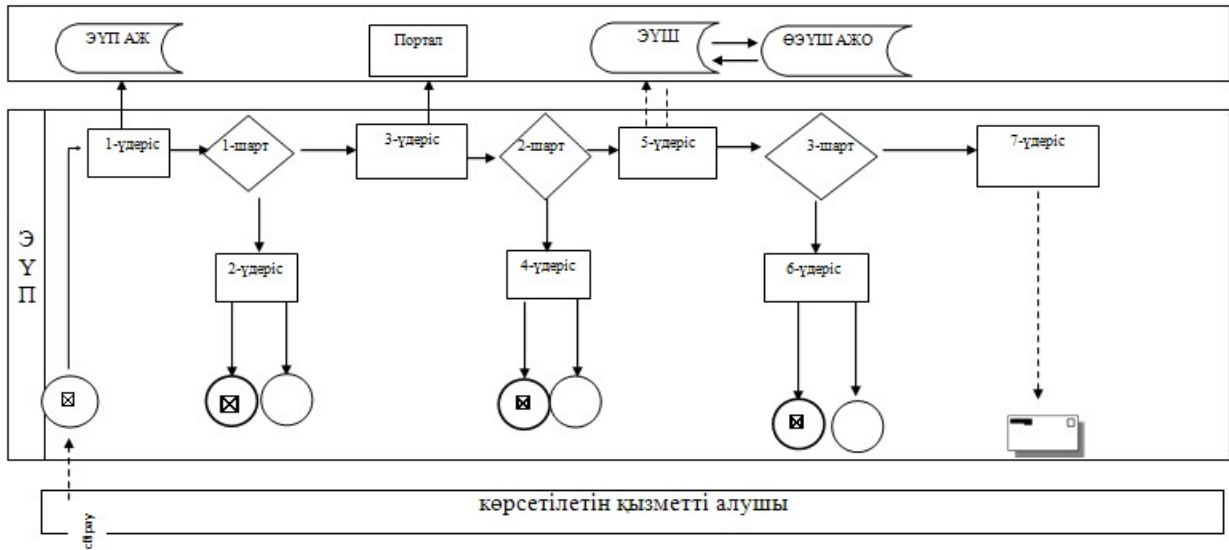 ЭҮП АЖ
Портал
ЭҮШ
ӨЭҮШ АЖО
1-үдеріс
1-шарт
3-үдеріс
2-шарт
5-үдеріс
3-шарт
7-үдеріс
Э
Ү
П
2-үдеріс
4-үдеріс
6-үдеріс
көрсетілетін қызметті алушы